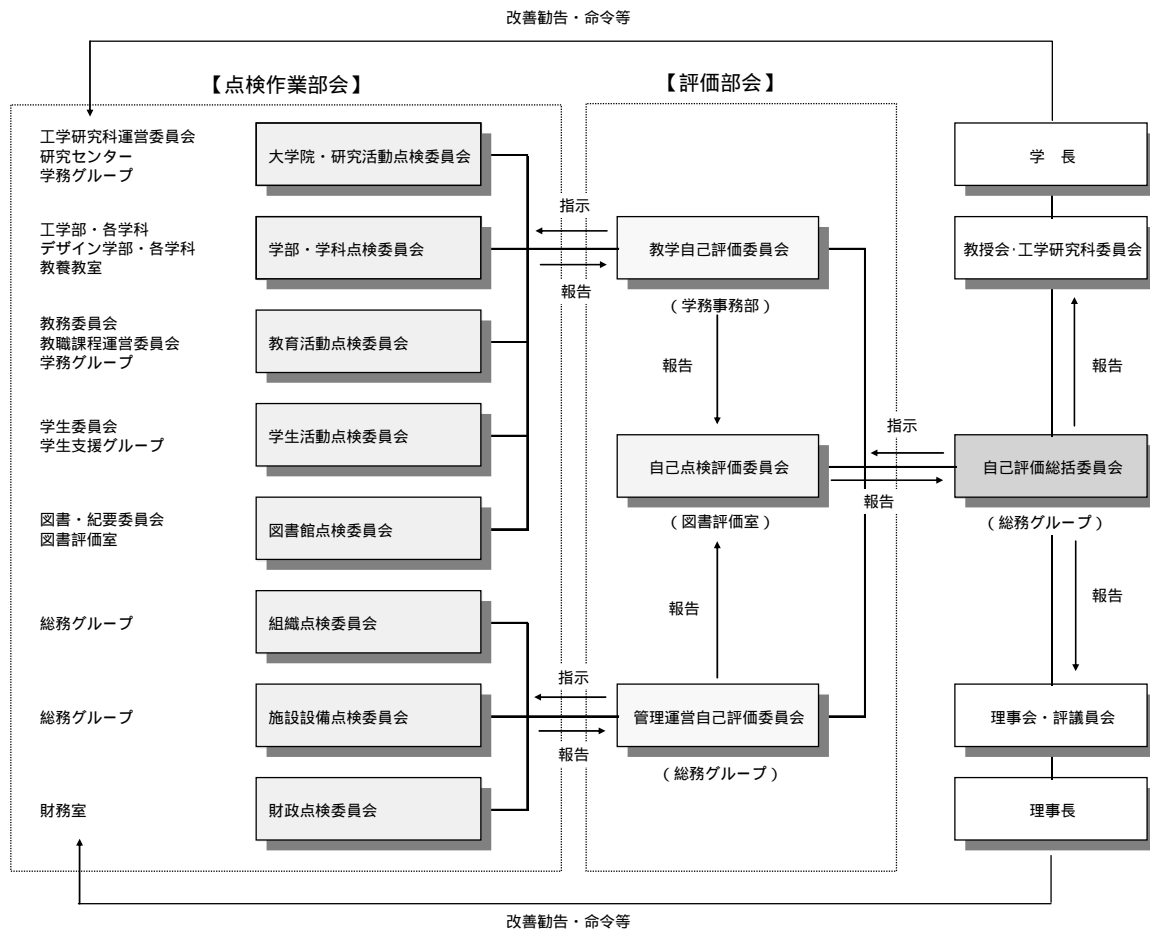 改善勧告・命令等
【点検作業部会】
【評価部会】
工学研究科運営委員会
研究センター
学務グループ
大学院・研究活動点検委員会
学　長
工学部・各学科
デザイン学部・各学科
教養教室
学部・学科点検委員会
指示
報告
教学自己評価委員会
(学務事務部)
教授会・工学研究科委員会
教務委員会
教職課程運営委員会
学務グループ
教育活動点検委員会
報告
報告
学生委員会
学生支援グループ
学生活動点検委員会
自己点検評価委員会
(図書評価室)
指示
報告
自己評価総括委員会
(総務グループ)
図書・紀要委員会
図書評価室
図書館点検委員会
総務グループ
組織点検委員会
報告
報告
総務グループ
施設設備点検委員会
指示
報告
管理運営自己評価委員会
(総務グループ)
理事会・評議員会
財務室
財政点検委員会
理事長
改善勧告・命令等